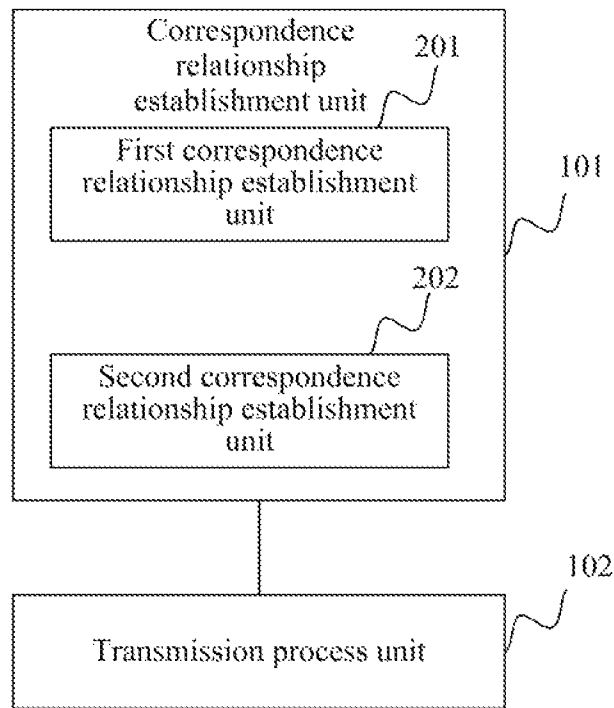 Correspondence
relationship
establishment unit
201
First correspondence
relationship establishment
unit
101
202
Second correspondence
relationship establishment
unit
102
Transmission process unit